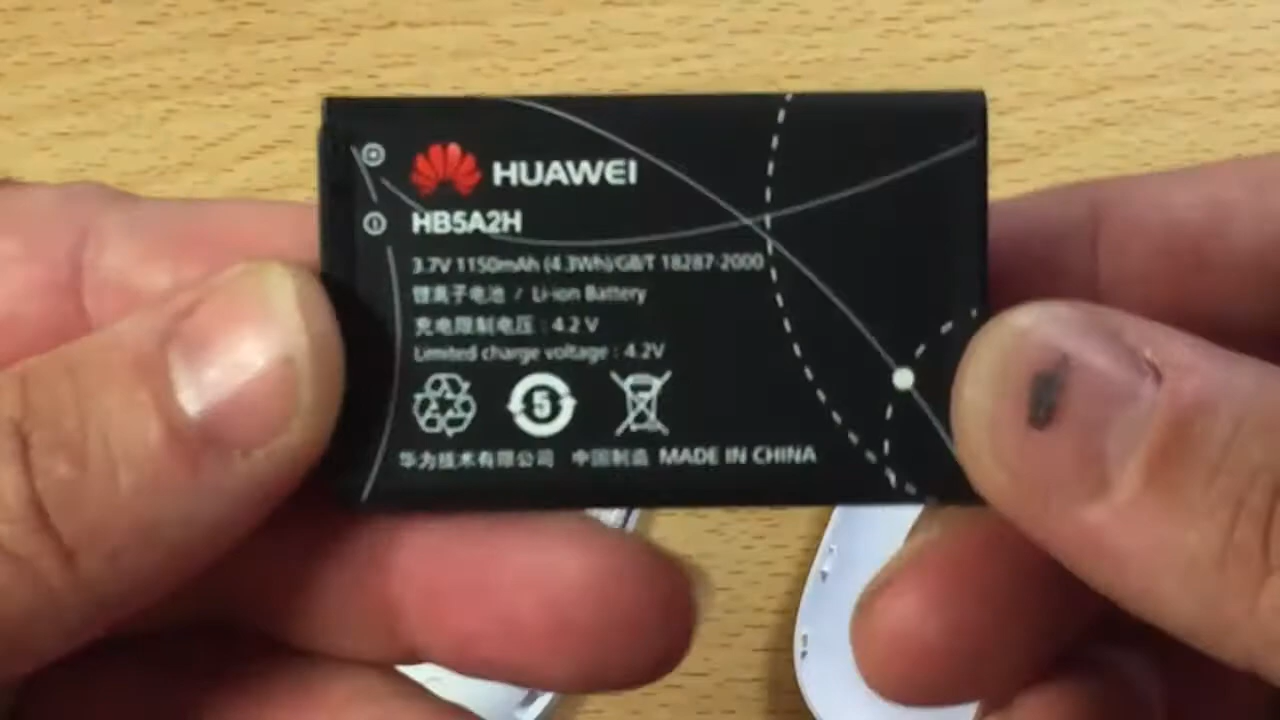 HUAWEI
HB5A2H
3.7V 1150mAh (4.3Wh)/GB/T 18287-2000
锂离子电池 / Li-ion Battery
充电限制电压 : 4.2 V
Limited charge voltage : 4.2V
5
华为技术有限公司 中国制造 MADE IN CHINA